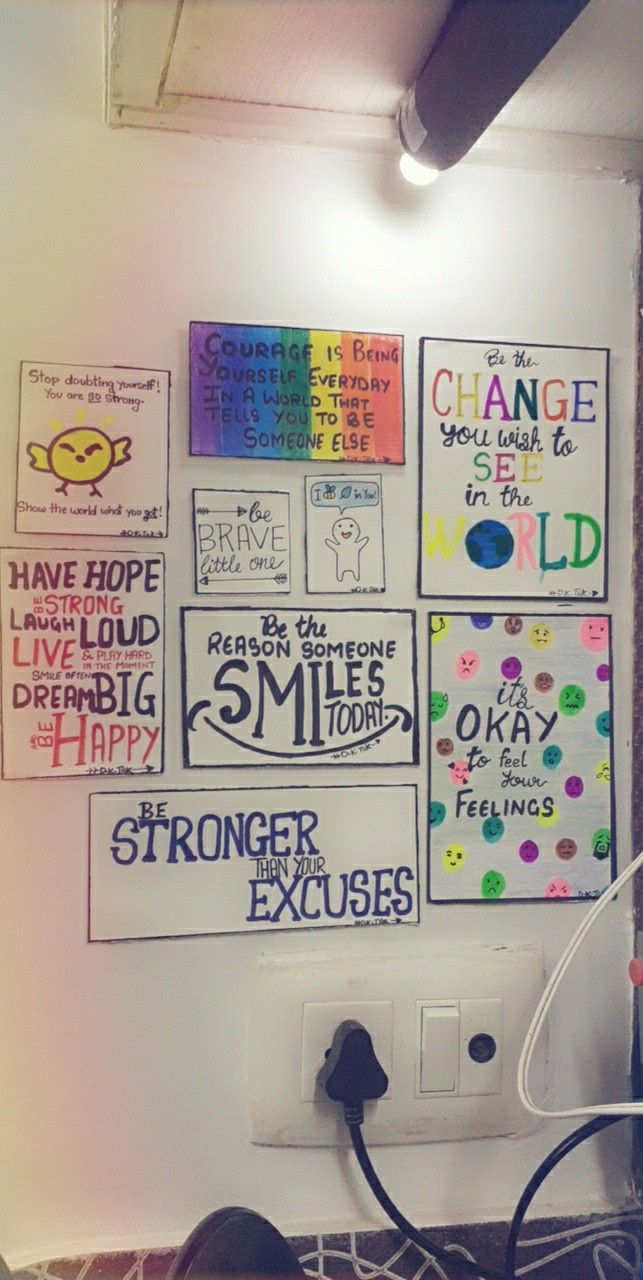 Stop doubting yourself!
You are SO strong.
Show the world what you got!
COURAGE IS BEING
YOURSELF EVERYDAY
IN A WORLD THAT
TELLS YOU TO BE
SOMEONE ELSE
Be the
CHANGE
you wish to
SEE
in the
WORLD
be
BRAVE
little one
I in You!
HAVE HOPE
BE STRONG
LAUGH LOUD
LIVE & PLAY HARD
IN THE MOMENT
SMILE OFTEN
DREAM BIG
AND BE HAPPY
Be the
REASON SOMEONE
SMILES
TODAY.
it's
OKAY
to feel
your
FEELINGS
BE
STRONGER
THAN YOUR
EXCUSES